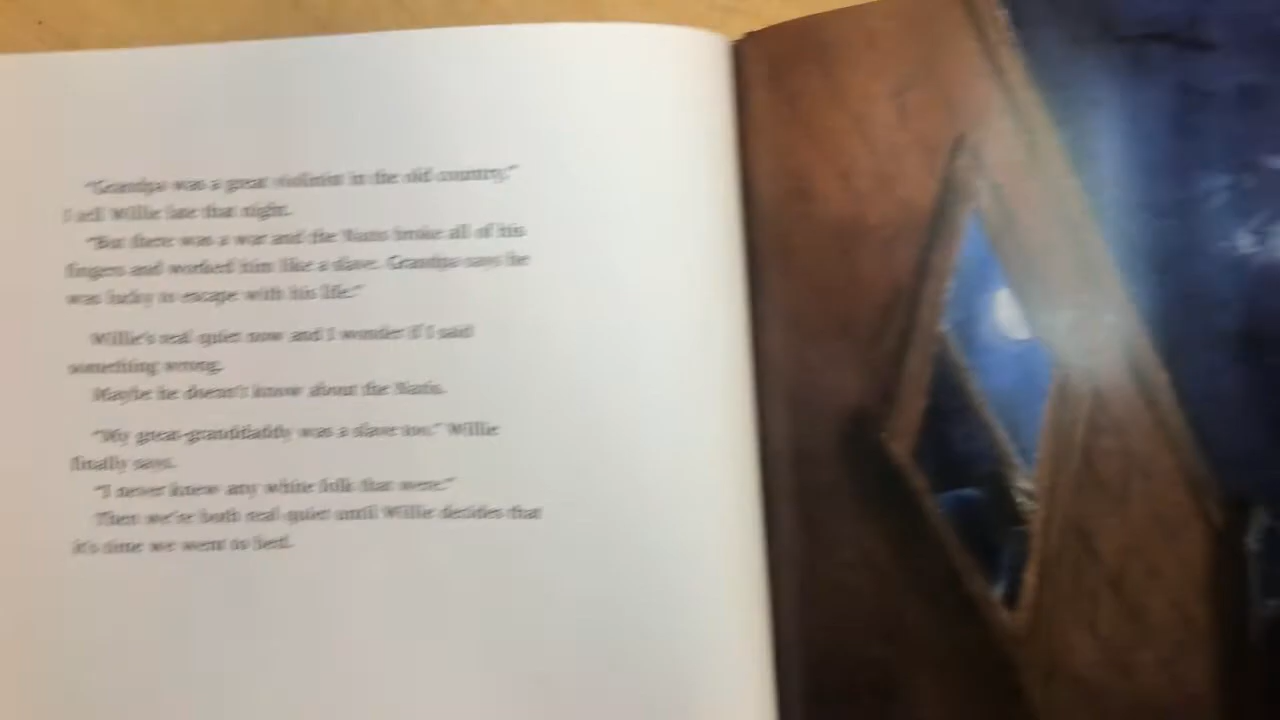 "Grandpa was a great violinist in the old country,"
I tell Willie late that night.
"But there was a war and the Nazis broke all of his
fingers and worked him like a slave. Grandpa says he
was lucky to escape with his life."
Willie's real quiet now and I wonder if I said
something wrong.
Maybe he doesn't know about the Nazis.
"My great-granddaddy was a slave too," Willie
finally says.
"I never knew any white folk that were."
Then we're both real quiet until Willie decides that
it's time we went to bed.